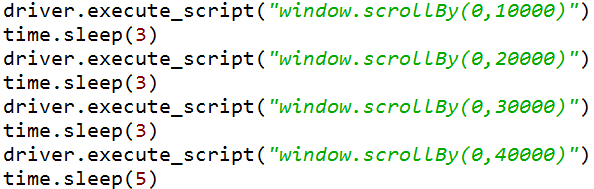 driver.execute_script("window.scrollBy(0,10000)")
time.sleep(3)
driver.execute_script("window.scrollBy(0,20000)")
time.sleep(3)
driver.execute_script("window.scrollBy(0,30000)")
time.sleep(3)
driver.execute_script("window.scrollBy(0,40000)")
time.sleep(5)